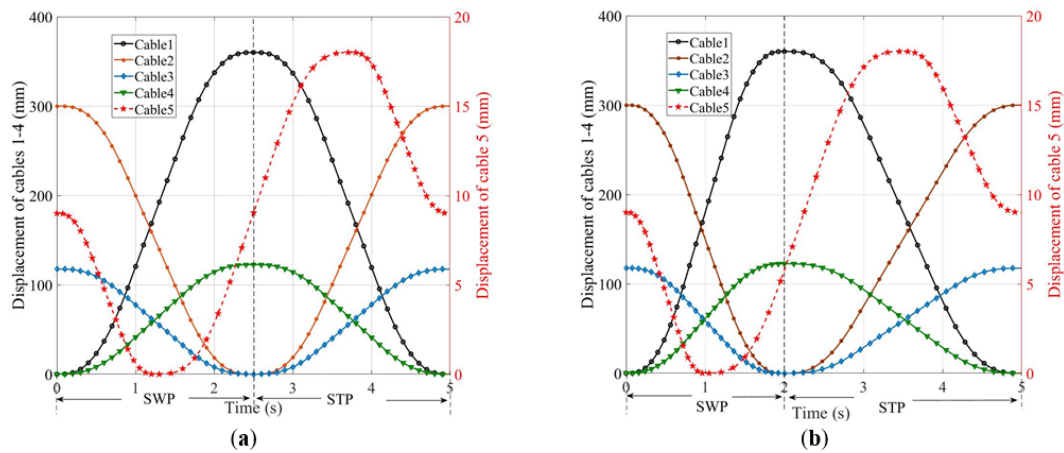 400
300
200
100
0
Displacement of cables 1-4 (mm)
Cable1
Cable2
Cable3
Cable4
Cable5
20
15
10
5
0
Displacement of cable 5 (mm)
0 1 2 3 4 5
SWP Time (s) STP
(a)
400
300
200
100
0
Displacement of cables 1-4 (mm)
Cable1
Cable2
Cable3
Cable4
Cable5
20
15
10
5
0
Displacement of cable 5 (mm)
0 1 2 3 4 5
SWP Time (s) STP
(b)